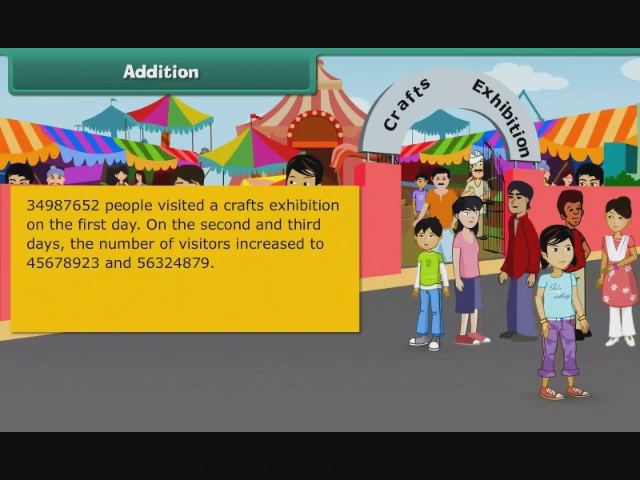 Addition
Crafts Exhibition
34987652 people visited a crafts exhibition
on the first day. On the second and third
days, the number of visitors increased to
45678923 and 56324879.